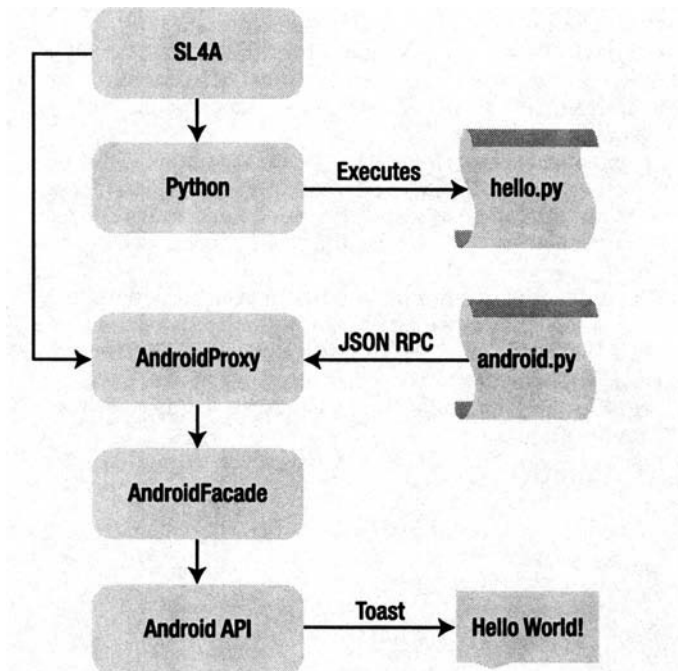 SL4A
Python
Executes
hello.py
AndroidProxy
JSON RPC
android.py
AndroidFacade
Android API
Toast
Hello World!